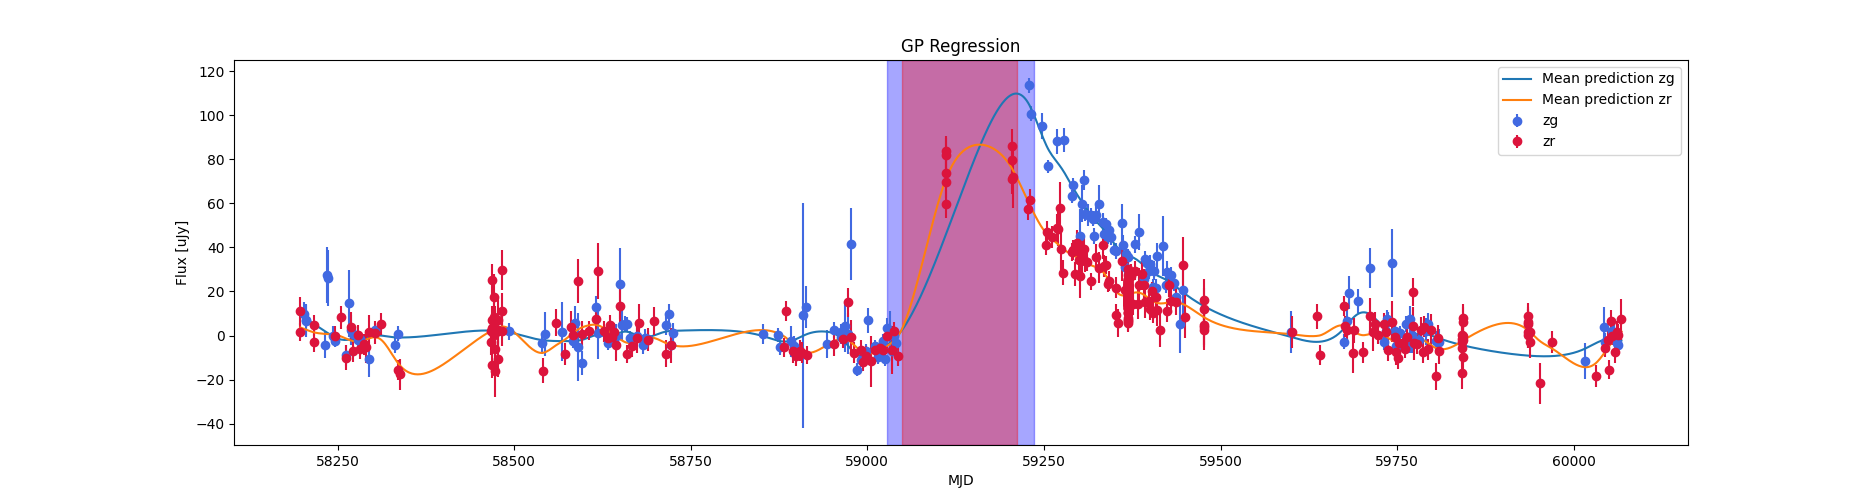 GP Regression
Flux [uJy]
120
100
80
60
40
20
0
−20
−40
58250 58500 58750 59000 59250 59500 59750 60000
MJD
Mean prediction zg
Mean prediction zr
zg
zr